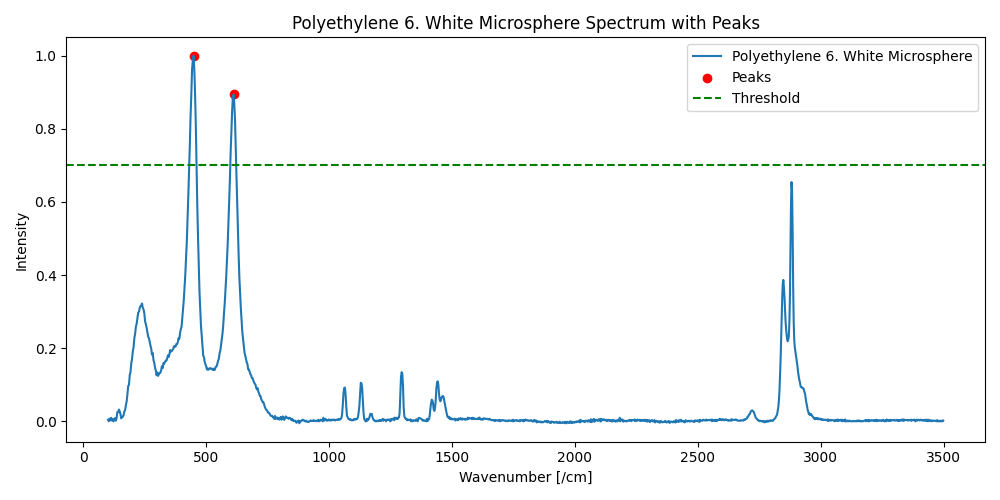 Polyethylene 6. White Microsphere Spectrum with Peaks
Polyethylene 6. White Microsphere
Peaks
Threshold
1.0
0.8
0.6
0.4
0.2
0.0
Intensity
0 500 1000 1500 2000 2500 3000 3500
Wavenumber [/cm]